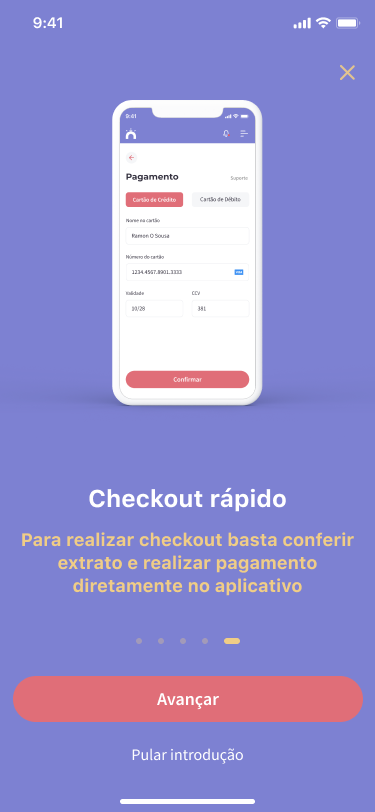 9:41
9:41
Pagamento
Suporte
Cartão de Crédito
Cartão de Débito
Nome no cartão
Ramon O Sousa
Número do cartão
1234.4567.8901.3333
Validade
CCV
10/28
381
Confirmar
Checkout rápido
Para realizar checkout basta conferir
extrato e realizar pagamento
diretamente no aplicativo
Avançar
Pular introdução